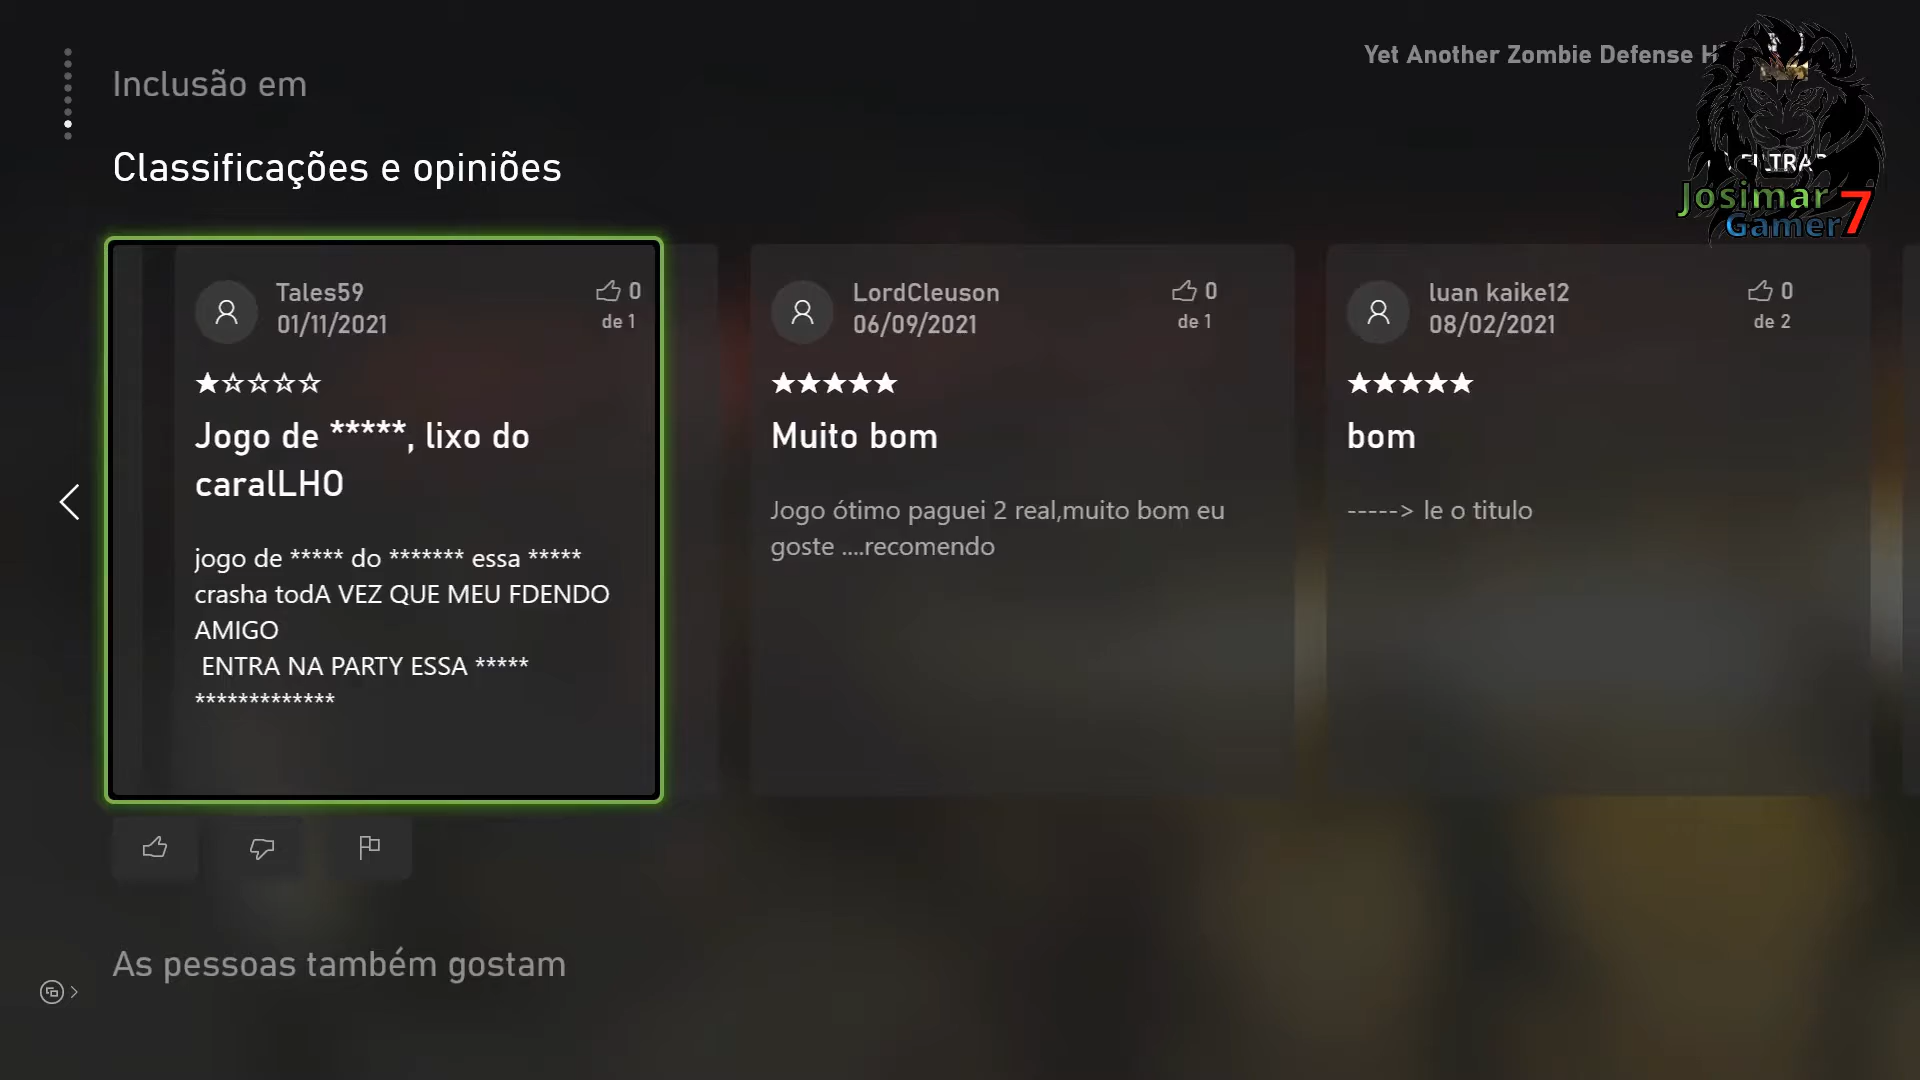 Inclusão em
Yet Another Zombie Defense
Classificações e opiniões
Josimar
Gamer7
Tales59
0
01/11/2021
de 1
★☆☆☆☆
Jogo de *****, lixo do
caralLHO
jogo de ***** do ******* essa *****
crasha todA VEZ QUE MEU FDENDO
AMIGO
ENTRA NA PARTY ESSA *****
*************
LordCleuson
0
06/09/2021
de 1
★★★★★
Muito bom
Jogo ótimo paguei 2 real,muito bom eu
goste ....recomendo
luan kaike12
0
08/02/2021
de 2
★★★★★
bom
-----> le o titulo
As pessoas também gostam